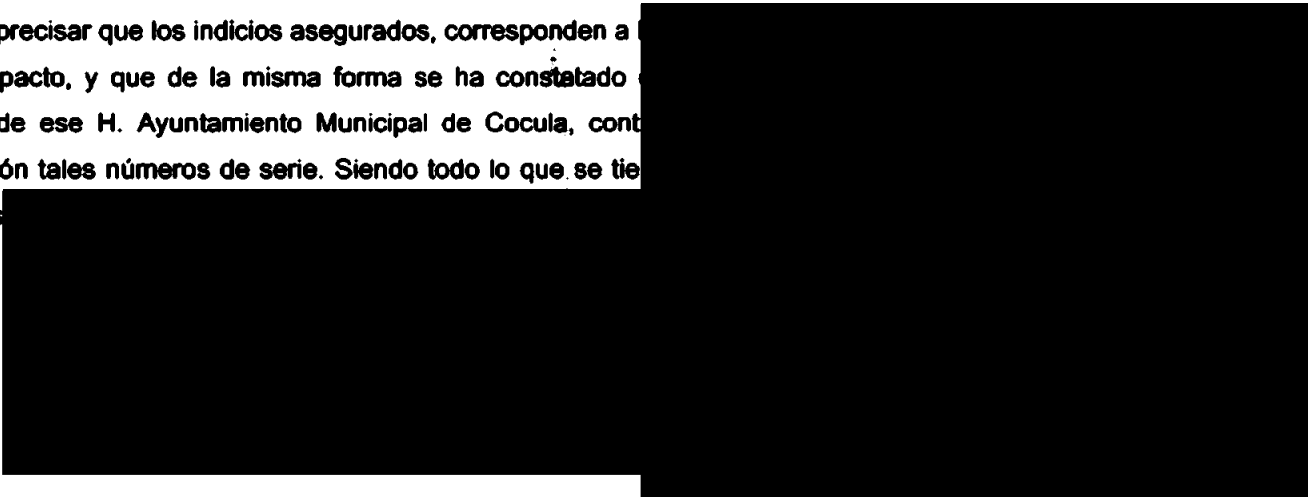 precisar que los indicios asegurados, corresponden a
pacto, y que de la misma forma se ha constatado
de ese H. Ayuntamiento Municipal de Cocula, cont
ón tales números de serie. Siendo todo lo que se tie